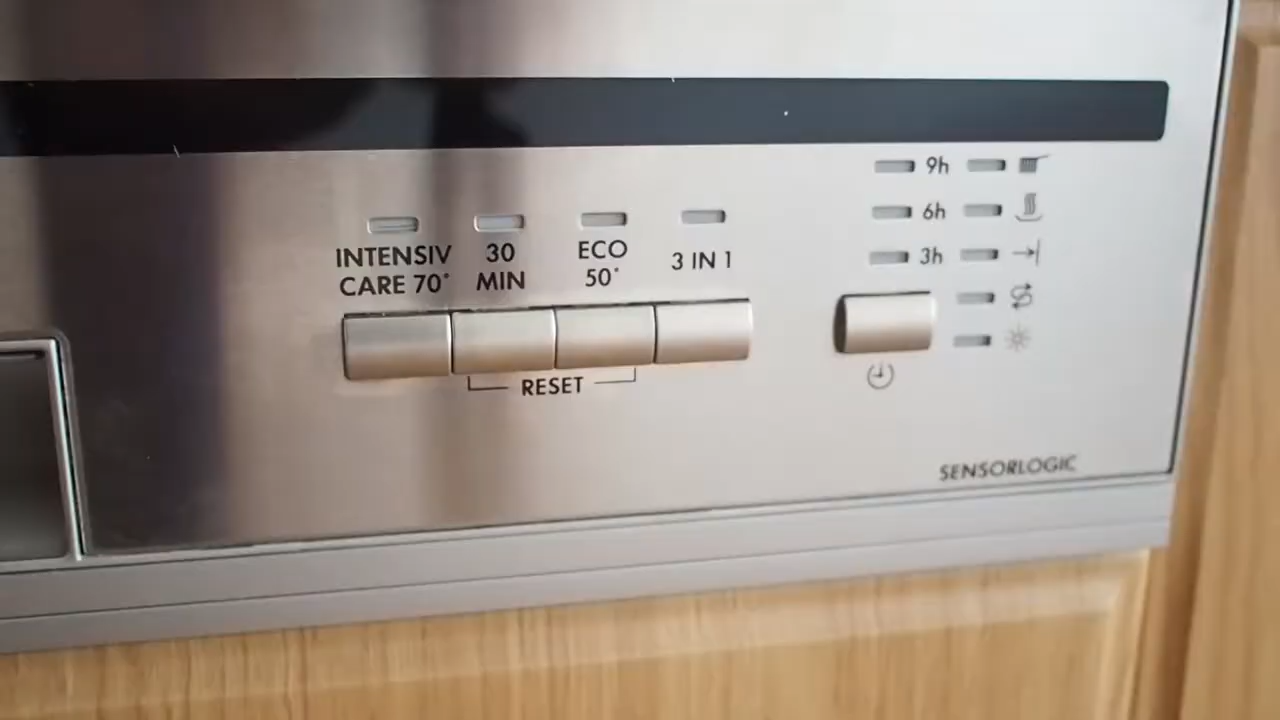 9h
6h
3h
INTENSIV
CARE 70°
30
MIN
ECO
50°
3 IN 1
RESET
SENSORLOGIC